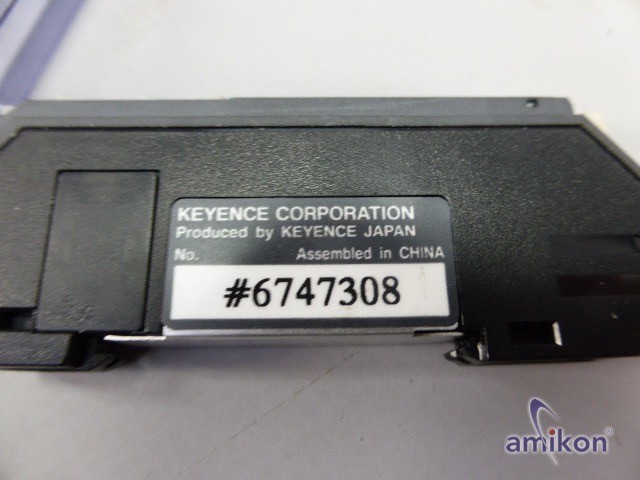 KEYENCE CORPORATION
Produced by KEYENCE JAPAN
No. Assembled in CHINA
#6747308
amikon®